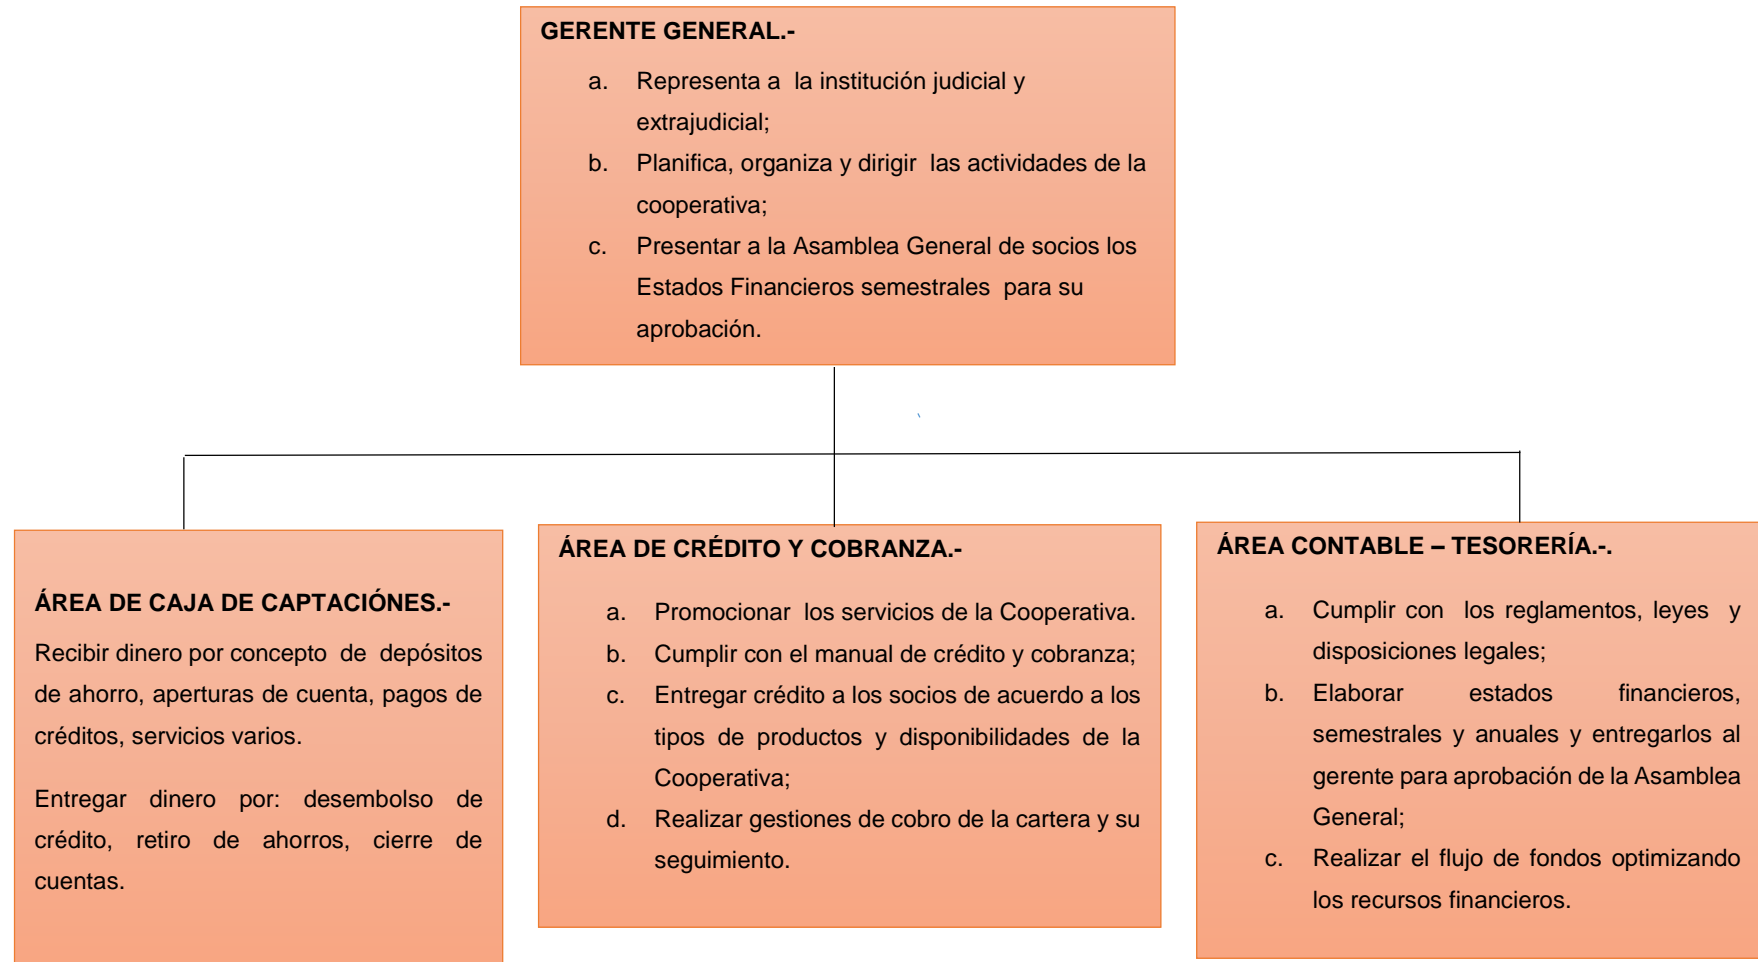 GERENTE GENERAL.-
a. Representa a la institución judicial y
extrajudicial;
b. Planifica, organiza y dirigir las actividades de la
cooperativa;
c. Presentar a la Asamblea General de socios los
Estados Financieros semestrales para su
aprobación.
ÁREA DE CAJA DE CAPTACIÓNES.-
Recibir dinero por concepto de depósitos
de ahorro, aperturas de cuenta, pagos de
créditos, servicios varios.
Entregar dinero por: desembolso de
crédito, retiro de ahorros, cierre de
cuentas.
ÁREA DE CRÉDITO Y COBRANZA.-
a. Promocionar los servicios de la Cooperativa.
b. Cumplir con el manual de crédito y cobranza;
c. Entregar crédito a los socios de acuerdo a los
tipos de productos y disponibilidades de la
Cooperativa;
d. Realizar gestiones de cobro de la cartera y su
seguimiento.
ÁREA CONTABLE – TESORERÍA.-.
a. Cumplir con los reglamentos, leyes y
disposiciones legales;
b. Elaborar estados financieros,
semestrales y anuales y entregarlos al
gerente para aprobación de la Asamblea
General;
c. Realizar el flujo de fondos optimizando
los recursos financieros.